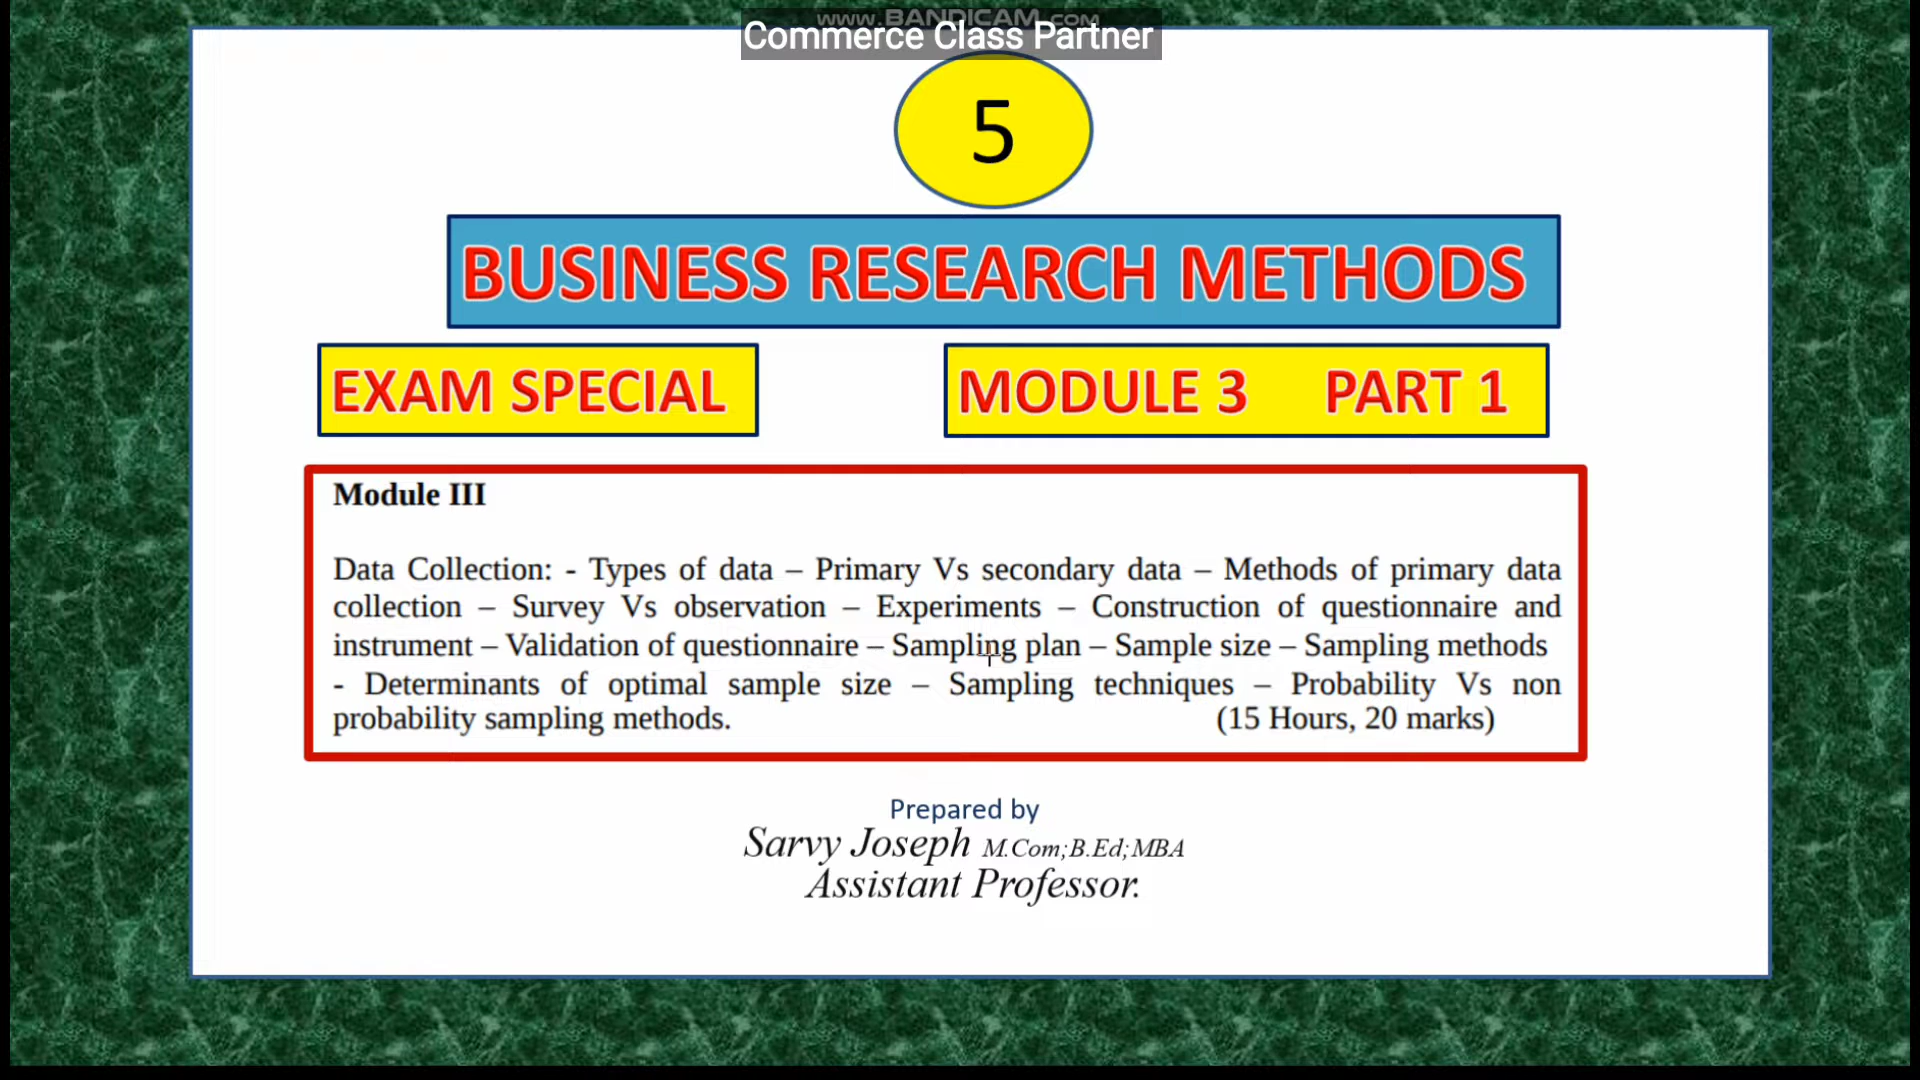 www.BANDICAM.com
Commerce Class Partner
5
BUSINESS RESEARCH METHODS
EXAM SPECIAL
MODULE 3 PART 1
Module III
Data Collection: - Types of data – Primary Vs secondary data – Methods of primary data
collection – Survey Vs observation – Experiments – Construction of questionnaire and
instrument – Validation of questionnaire – Sampling plan – Sample size – Sampling methods
- Determinants of optimal sample size – Sampling techniques – Probability Vs non
probability sampling methods. (15 Hours, 20 marks)
Prepared by
Sarvy Joseph M.Com;B.Ed;MBA
Assistant Professor.